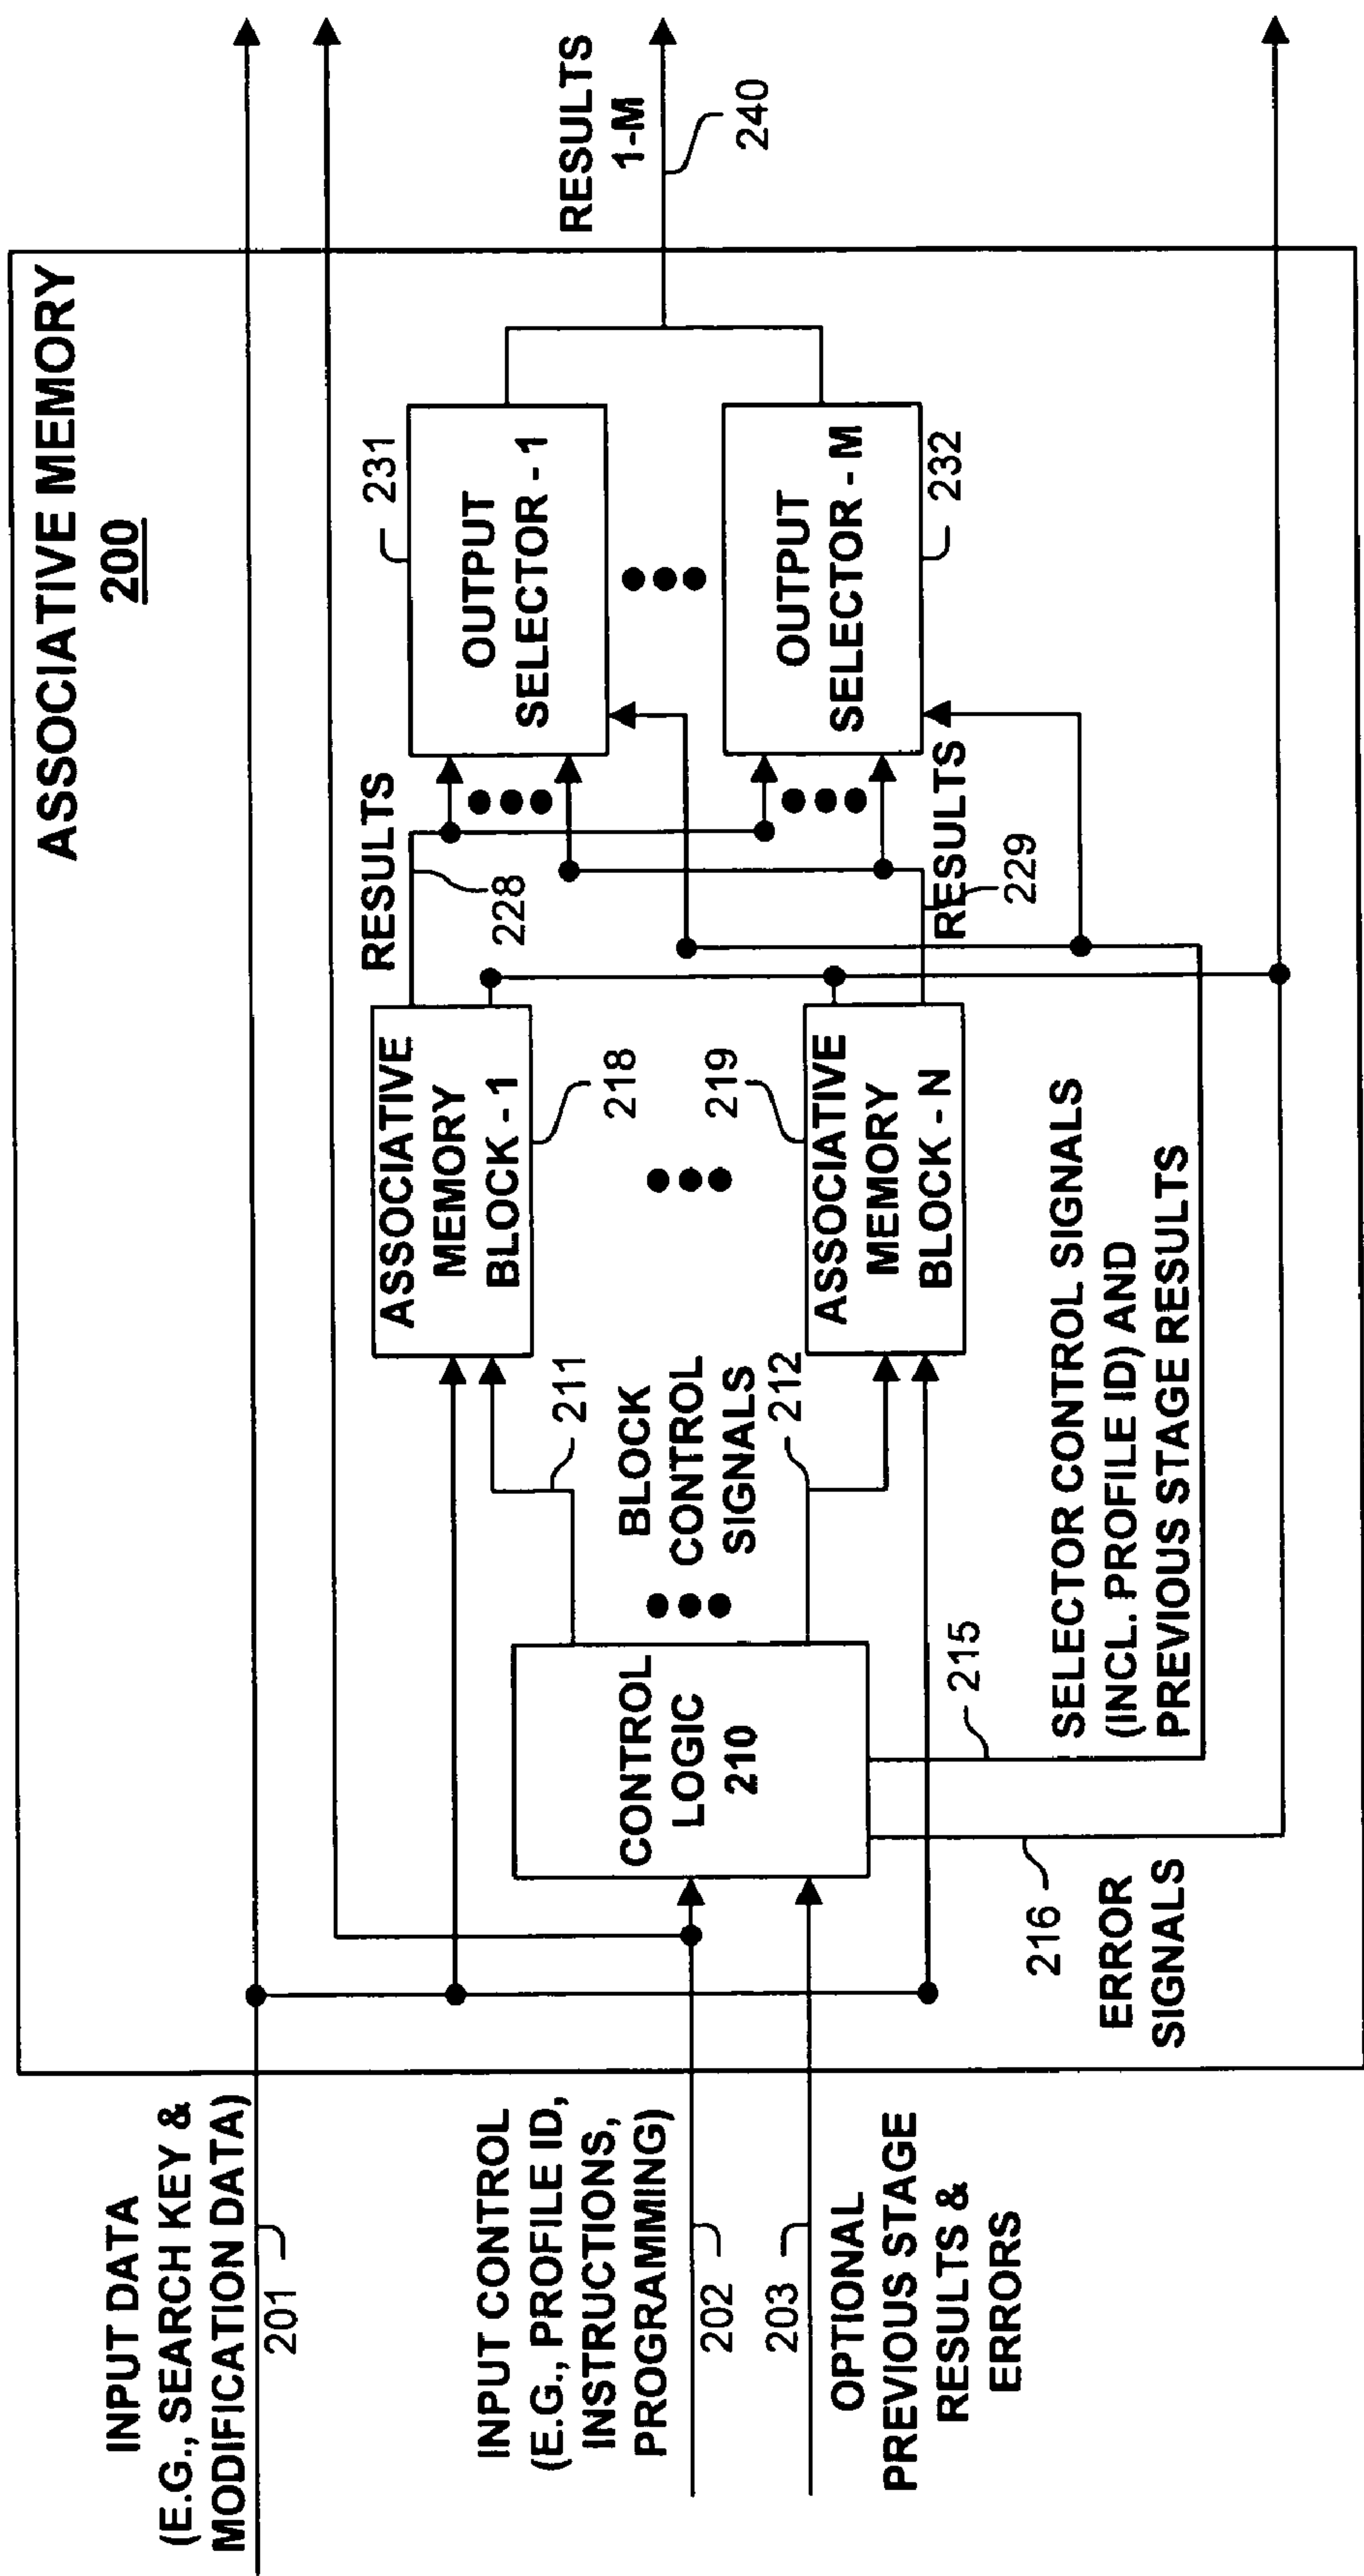 ASSOCIATIVE MEMORY
200
INPUT DATA
(E.G., SEARCH KEY &
MODIFICATION DATA)
201
INPUT CONTROL
(E.G., PROFILE ID,
INSTRUCTIONS,
PROGRAMMING)
202
203
OPTIONAL
PREVIOUS STAGE
RESULTS &
ERRORS
CONTROL
LOGIC
210
211
BLOCK
CONTROL
SIGNALS
212
215
216
ERROR
SIGNALS
SELECTOR CONTROL SIGNALS
(INCL. PROFILE ID) AND
PREVIOUS STAGE RESULTS
ASSOCIATIVE
MEMORY
BLOCK - 1
218
219
ASSOCIATIVE
MEMORY
BLOCK - N
RESULTS
228
RESULTS
229
231
OUTPUT
SELECTOR - 1
OUTPUT
SELECTOR - M
232
RESULTS
1-M
240